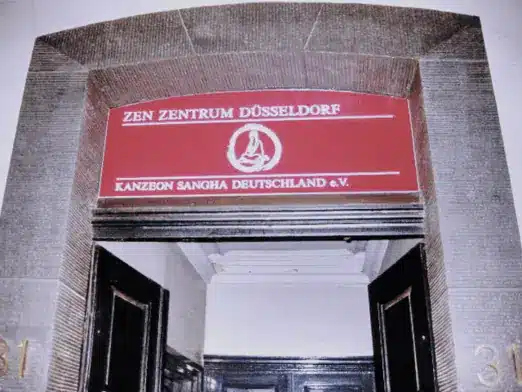 ZEN ZENTRUM DÜSSELDORF
KANZEON SANGHA DEUTSCHLAND e.V.
31 31